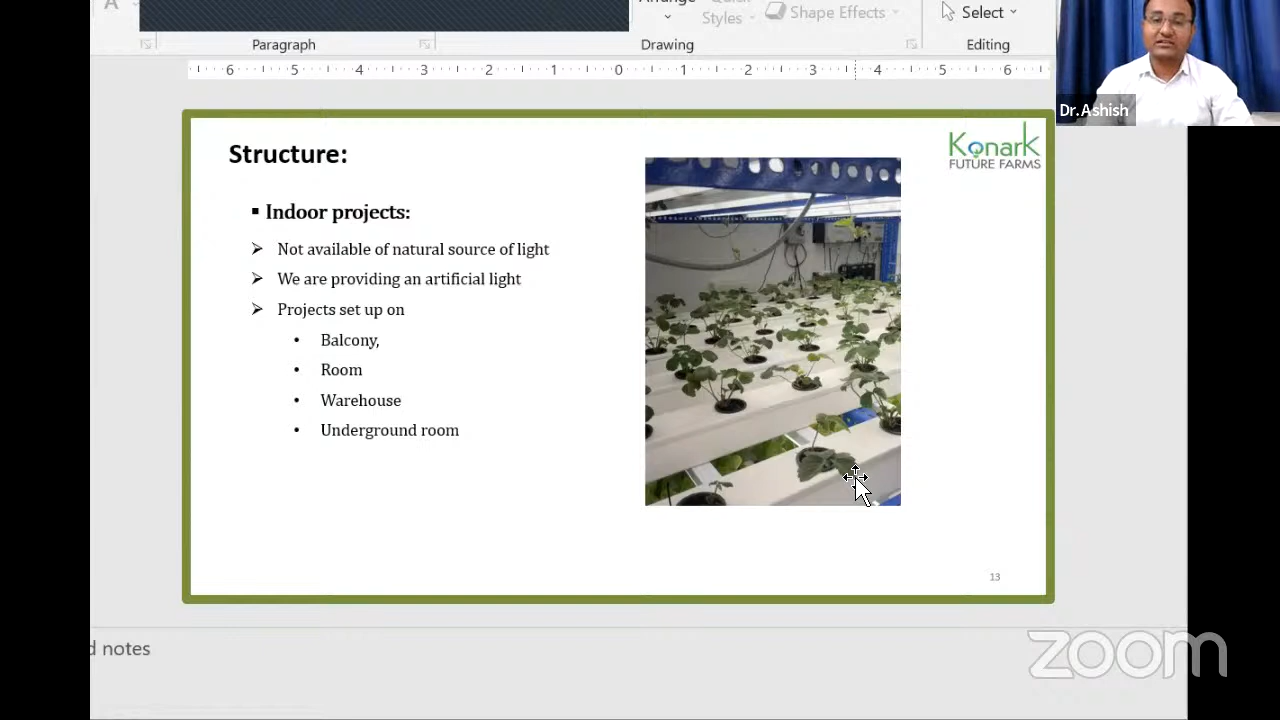 Arrange
Quick
Styles
Shape Effects
Select
Paragraph
Drawing
Editing
6 5 4 3 2 1 0 1 2 3 4 5 6
Dr.Ashish
Structure:
Konark
FUTURE FARMS
▪ Indoor projects:
➢ Not available of natural source of light
➢ We are providing an artificial light
➢ Projects set up on
• Balcony,
• Room
• Warehouse
• Underground room
13
d notes
zoom